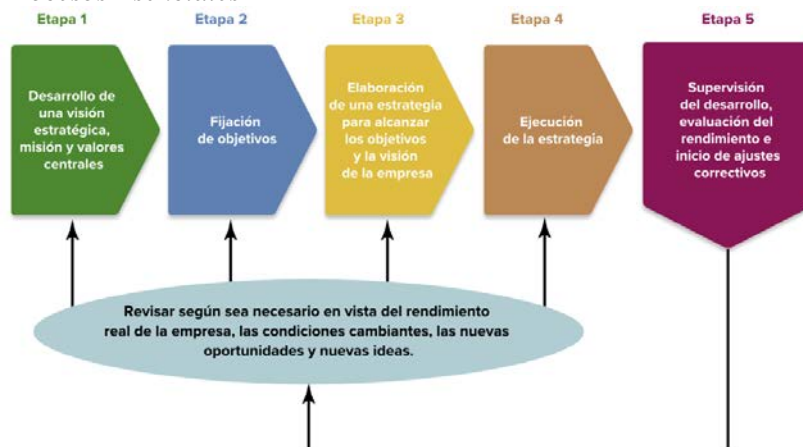 Etapa 1
Etapa 2
Etapa 3
Etapa 4
Etapa 5
Desarrollo de
una visión
estratégica,
misión y valores
centrales
Fijación
de objetivos
Elaboración
de una estrategia
para alcanzar
los objetivos
y la visión
de la empresa
Ejecución
de la estrategia
Supervisión
del desarrollo,
evaluación del
rendimiento e
inicio de ajustes
correctivos
Revisar según sea necesario en vista del rendimiento
real de la empresa, las condiciones cambiantes, las nuevas
oportunidades y nuevas ideas.